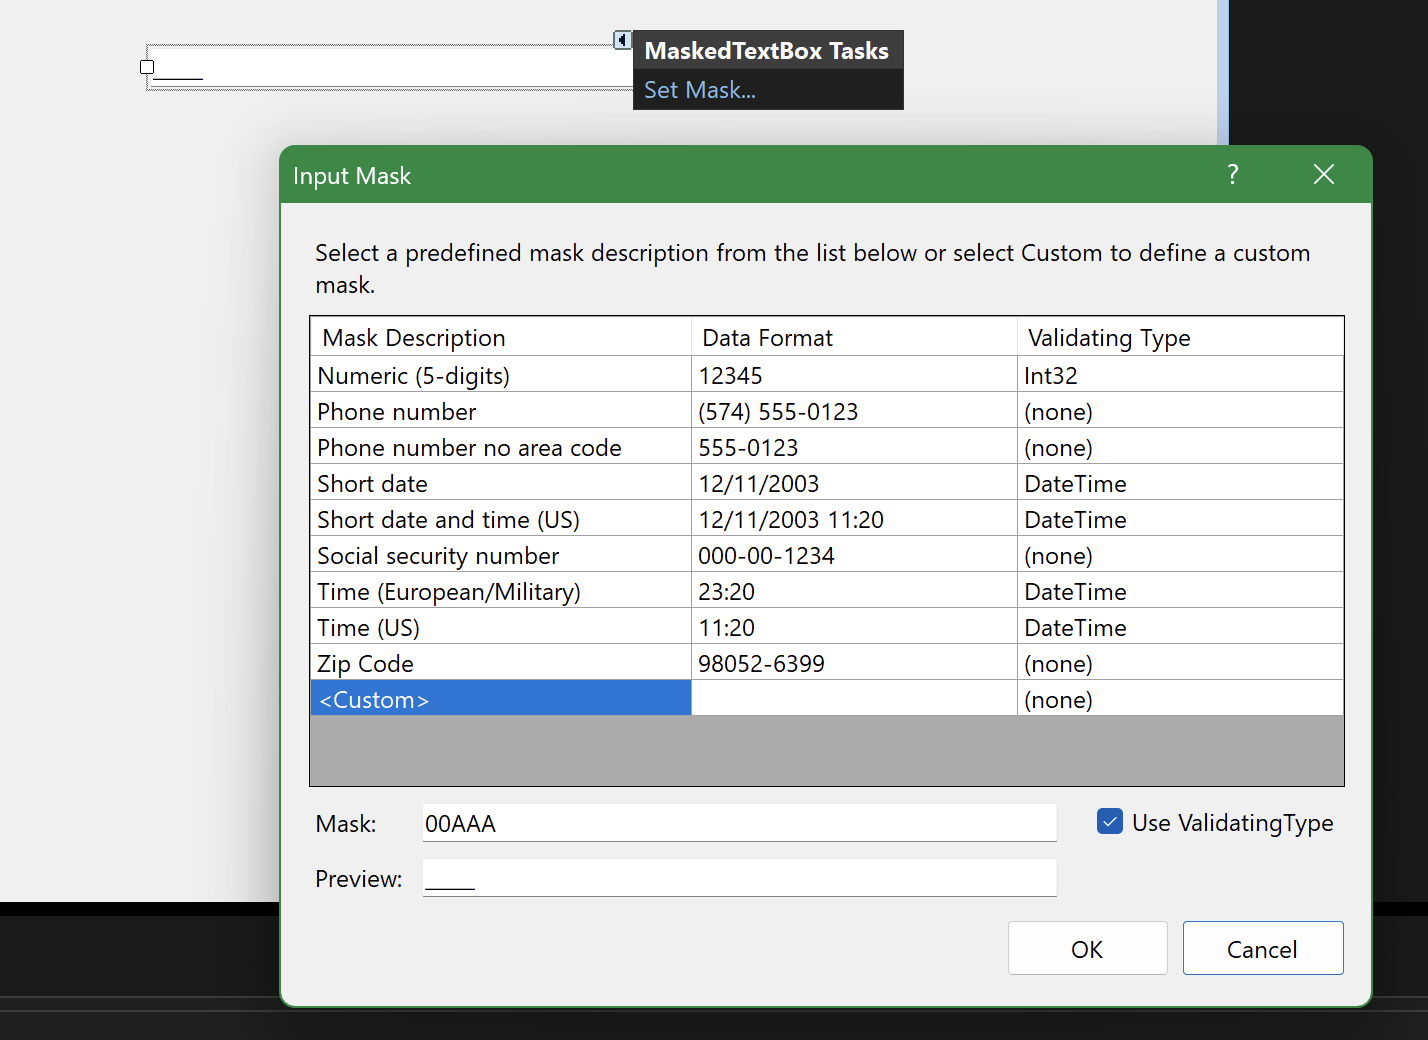 MaskedTextBox Tasks
Set Mask...
Input Mask
?
Select a predefined mask description from the list below or select Custom to define a custom
mask.
Mask Description Data Format Validating Type
Numeric (5-digits) 12345 Int32
Phone number (574) 555-0123 (none)
Phone number no area code 555-0123 (none)
Short date 12/11/2003 DateTime
Short date and time (US) 12/11/2003 11:20 DateTime
Social security number 000-00-1234 (none)
Time (European/Military) 23:20 DateTime
Time (US) 11:20 DateTime
Zip Code 98052-6399 (none)
<Custom> (none)
Mask: 00AAA Use ValidatingType
Preview: _____
OK Cancel